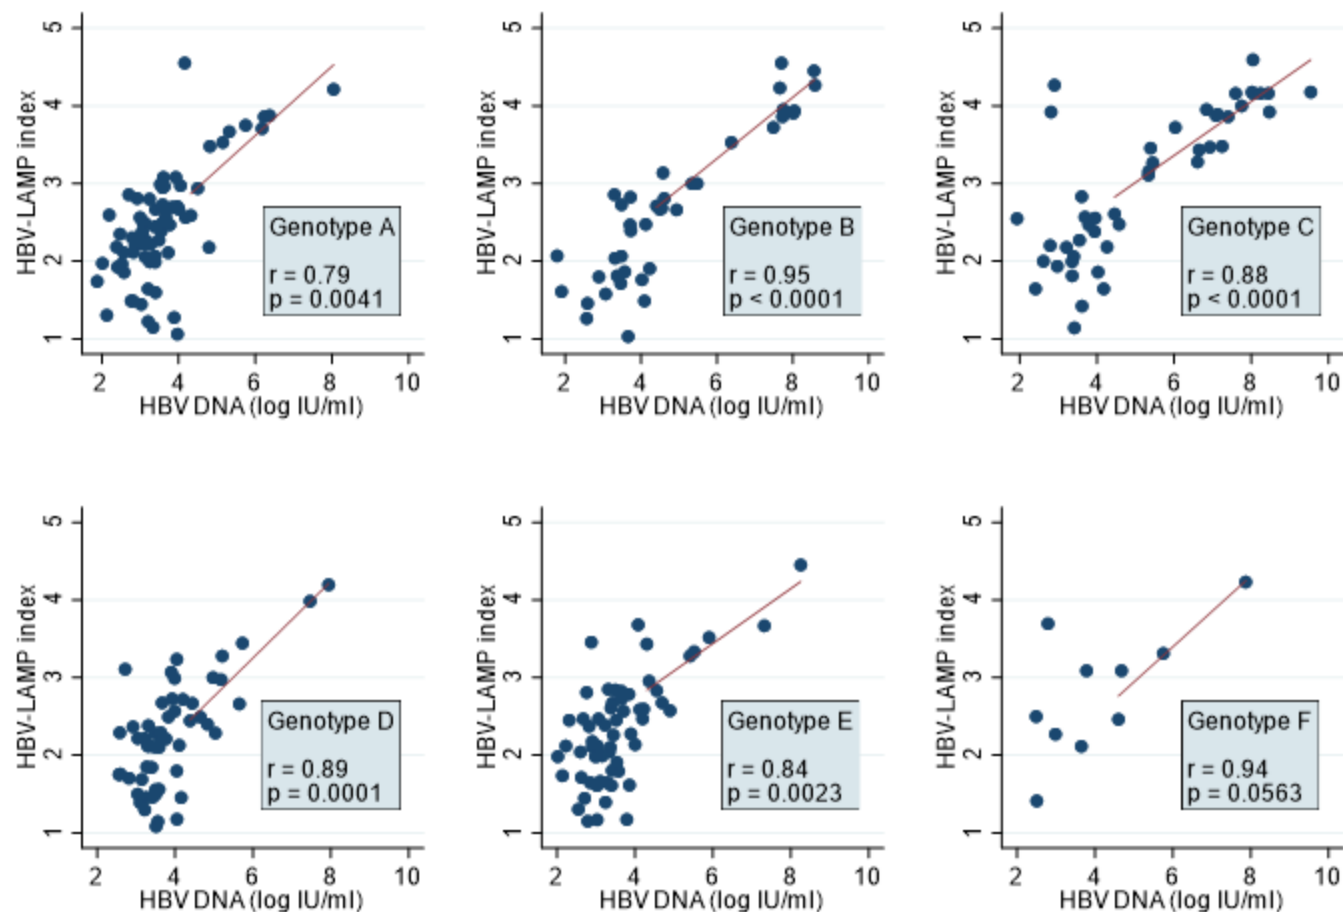 HBV-LAMP index
5
4
3
2
1
Genotype A
r = 0.79
p = 0.0041
2 4 6 8 10
HBV DNA (log IU/ml)
HBV-LAMP index
5
4
3
2
1
Genotype B
r = 0.95
p < 0.0001
2 4 6 8 10
HBV DNA (log IU/ml)
HBV-LAMP index
5
4
3
2
1
Genotype C
r = 0.88
p < 0.0001
2 4 6 8 10
HBV DNA (log IU/ml)
HBV-LAMP index
5
4
3
2
1
Genotype D
r = 0.89
p = 0.0001
2 4 6 8 10
HBV DNA (log IU/ml)
HBV-LAMP index
5
4
3
2
1
Genotype E
r = 0.84
p = 0.0023
2 4 6 8 10
HBV DNA (log IU/ml)
HBV-LAMP index
5
4
3
2
1
Genotype F
r = 0.94
p = 0.0563
2 4 6 8 10
HBV DNA (log IU/ml)